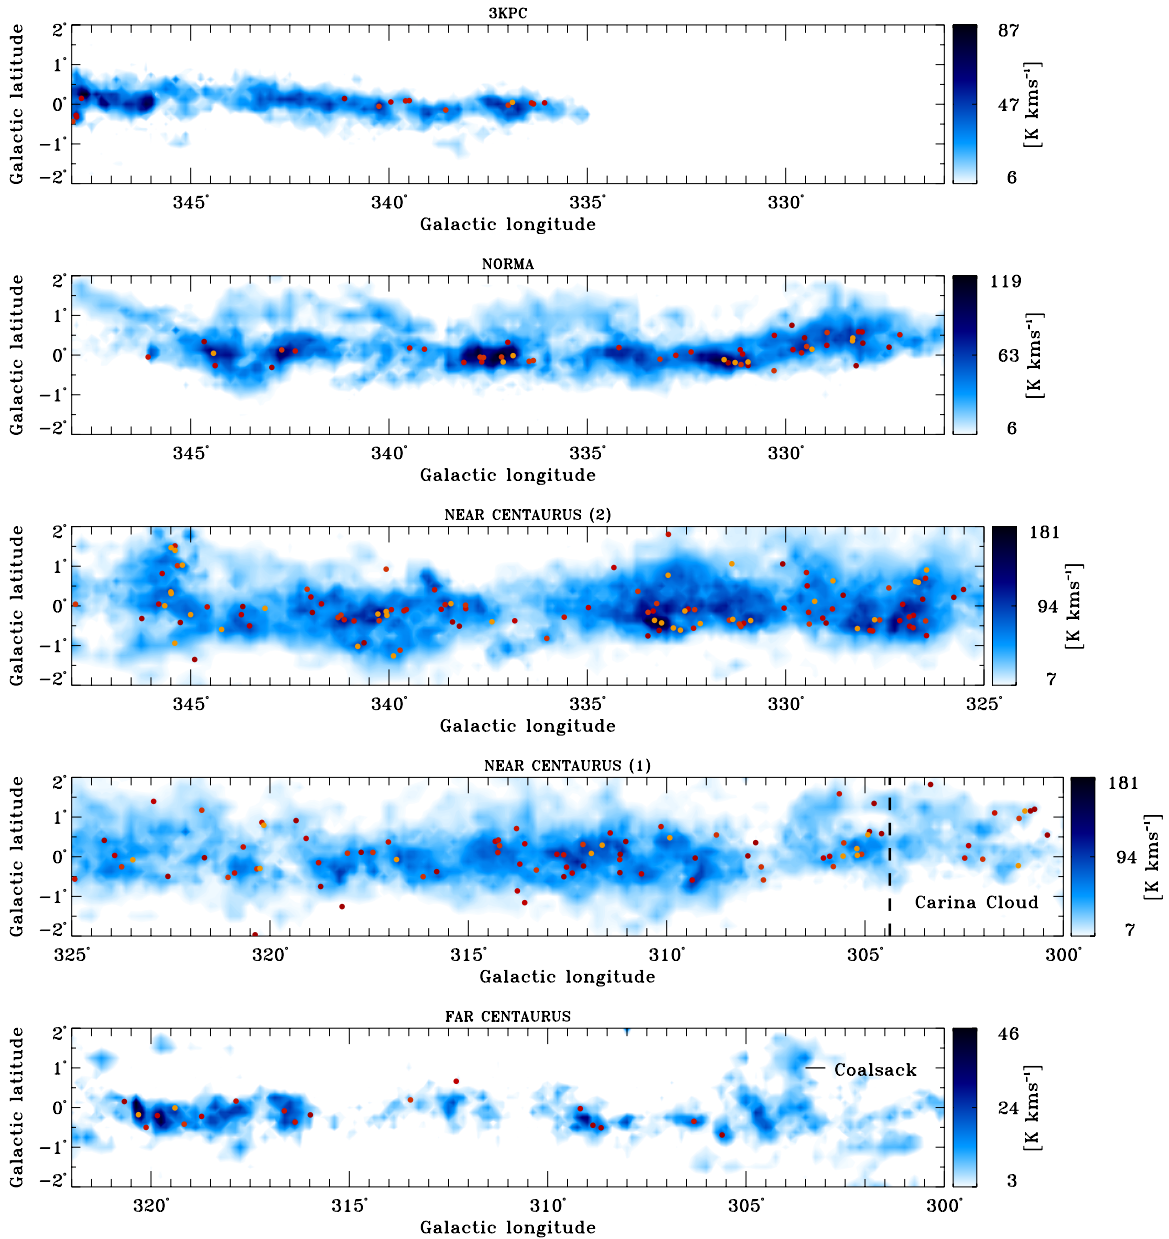 3KPC
2°
1
0
−1
−2
Galactic latitude
345°
340°
335°
330°
Galactic longitude
87
47
6
[K kms⁻¹]
NORMA
2°
1°
0°
−1°
−2°
Galactic latitude
345°
340°
335°
330°
Galactic longitude
119
63
6
[K kms⁻¹]
NEAR CENTAURUS (2)
2°
1°
0°
−1°
−2°
Galactic latitude
345°
340°
335°
330°
325°
Galactic longitude
181
94
7
[K kms⁻¹]
NEAR CENTAURUS (1)
2°
1°
0°
−1°
−2°
Galactic latitude
Carina Cloud
325°
320°
315°
310°
305°
300°
Galactic longitude
181
94
7
[K kms⁻¹]
FAR CENTAURUS
2°
1°
0°
−1°
−2°
Galactic latitude
Coalsack
320°
315°
310°
305°
300°
Galactic longitude
46
24
3
[K kms⁻¹]